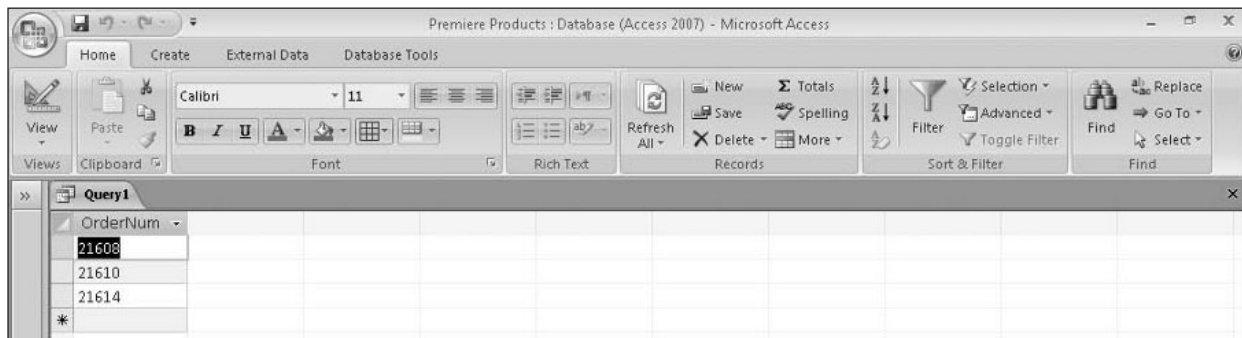 Premiere Products : Database (Access 2007) - Microsoft Access
Home Create External Data Database Tools
View
Views
Paste
Clipboard
Calibri 11
B I U A
Font
ab
Rich Text
Refresh All
New
Save
Delete
Σ Totals
ABC Spelling
More
Records
A Z
Z A
A Z
Filter
Selection
Advanced
Toggle Filter
Sort & Filter
Find
Replace
Go To
Select
Find
Query1
OrderNum
21608
21610
21614